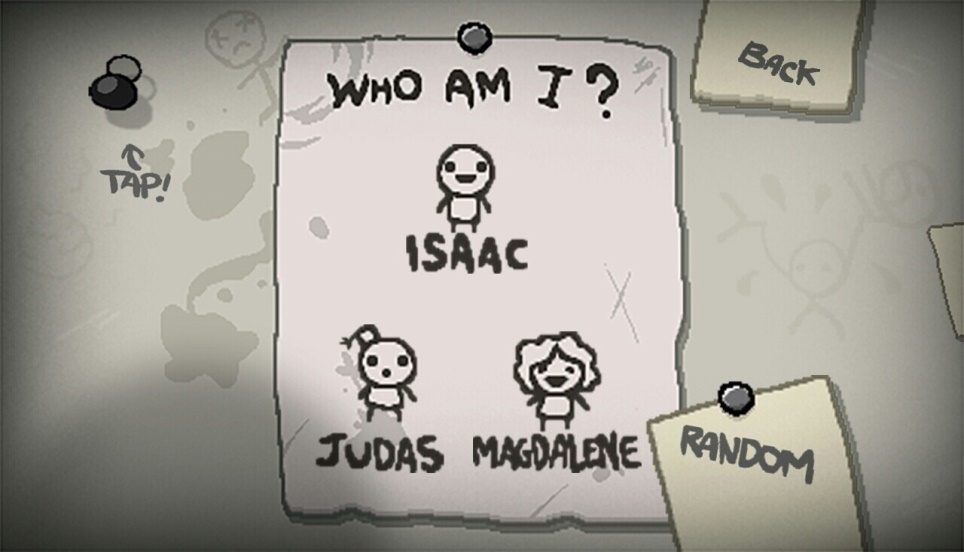 BACK
WHO AM I?
TAP!
ISAAC
JUDAS
MAGDALENE
RANDOM